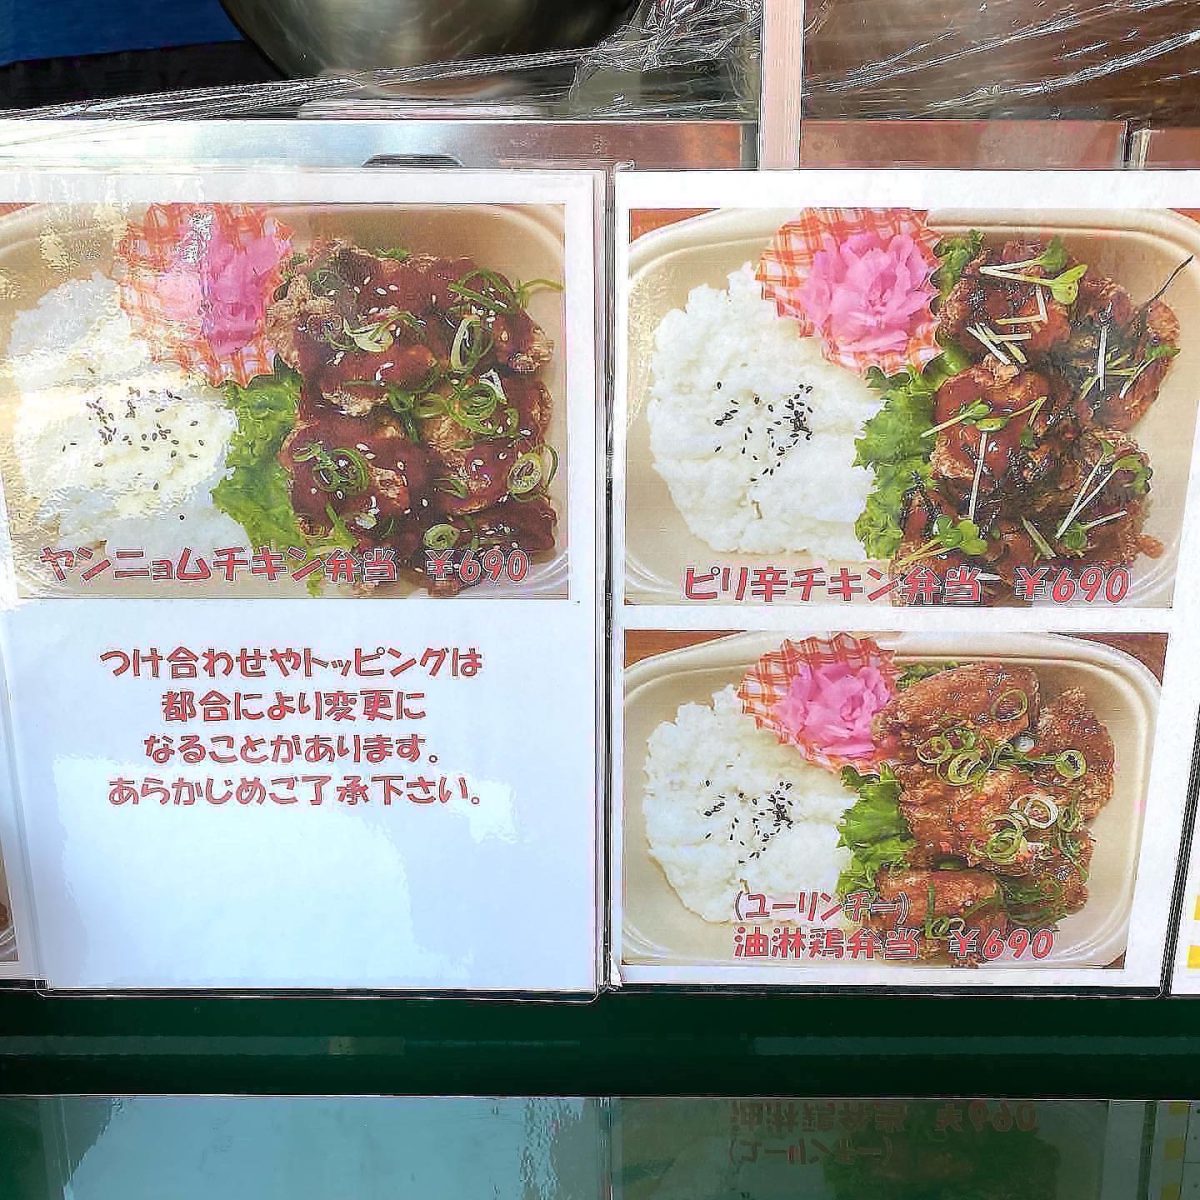 ヤンニョムチキン弁当 ¥690
つけ合わせやトッピングは
都合により変更に
なることがあります。
あらかじめご了承下さい。
ピリ辛チキン弁当 ¥690
(ユーリンチー)
油淋鶏弁当 ¥690